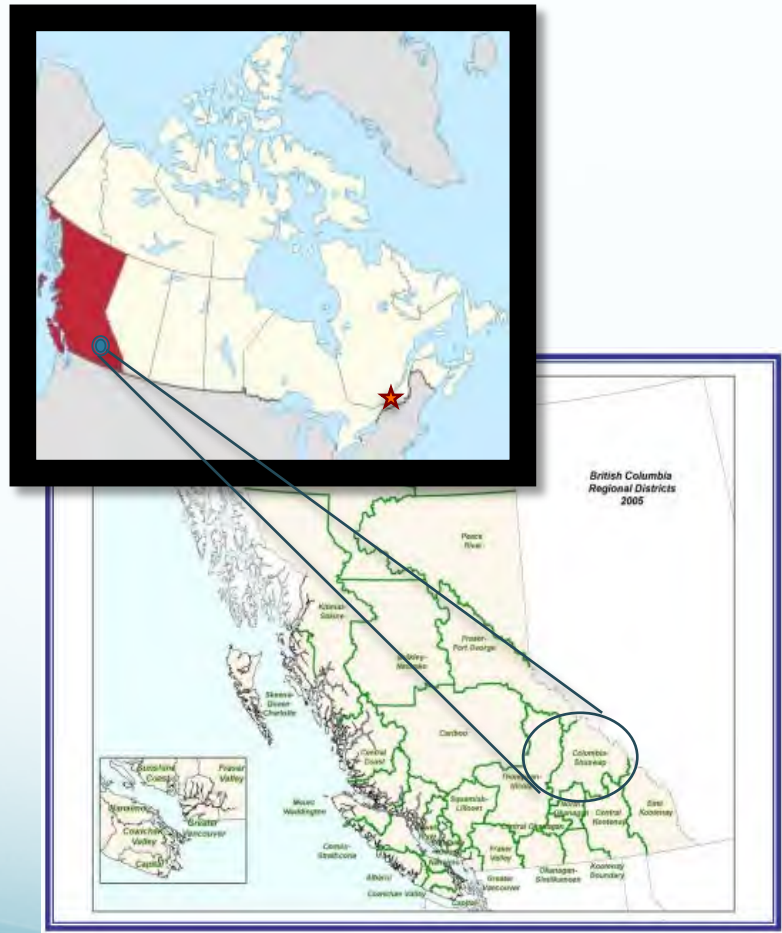 British Columbia
Regional Districts
2005
Peace
River
Kitimat-
Stikine
Fraser-
Fort George
Bulkley-
Nechako
Skeena-
Queen
Charlotte
Cariboo
Central
Coast
Columbia-
Shuswap
Thompson-
Mount
Waddington
Squamish-
Lillooet
North
Okanagan
Central
Kootenay
East
Kootenay
Central Okanagan
Comox-
Strathcona
Fraser
Valley
Nanaimo
Alberni
Greater
Vancouver
Okanagan-
Similkameen
Kootenay
Boundary
Cowichan Valley
Capital
Sunshine
Coast
Fraser
Valley
Nanaimo
Greater
Vancouver
Cowichan
Valley
Capital